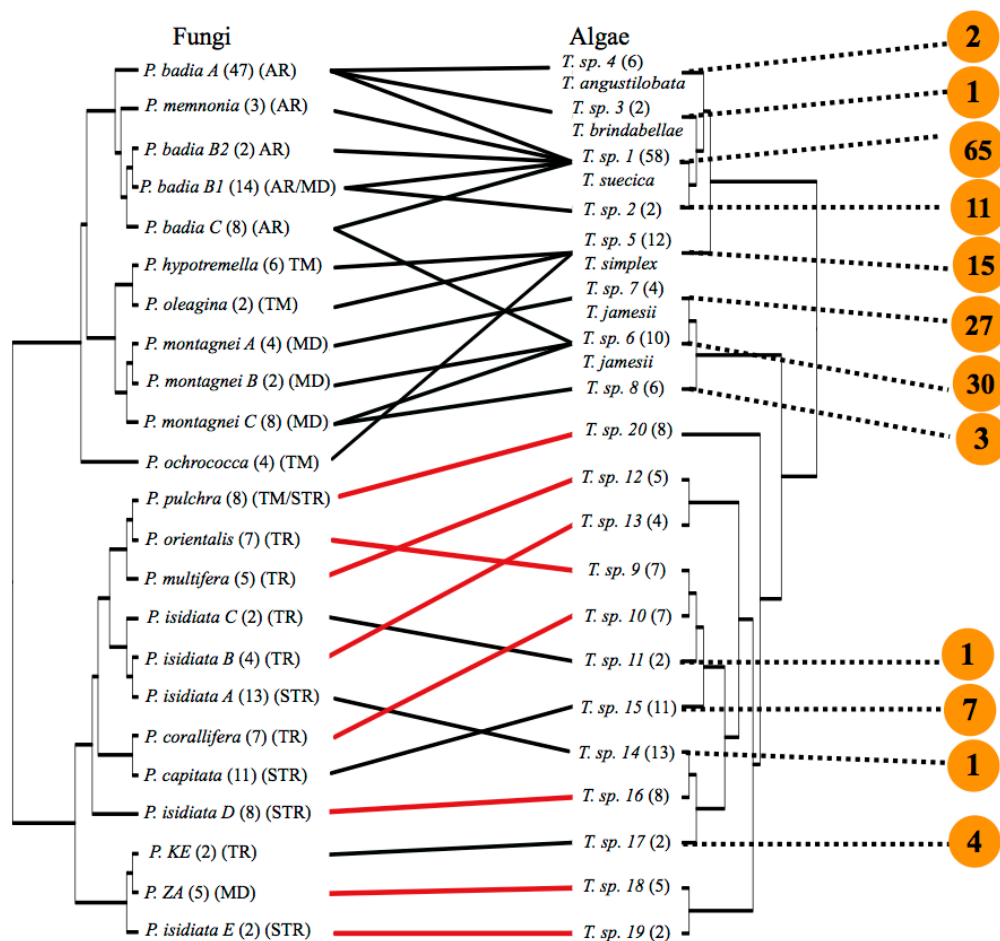 Fungi
P. badia A (47) (AR)
P. memnonia (3) (AR)
P. badia B2 (2) AR)
P. badia B1 (14) (AR/MD)
P. badia C (8) (AR)
P. hypotremella (6) TM)
P. oleagina (2) (TM)
P. montagnei A (4) (MD)
P. montagnei B (2) (MD)
P. montagnei C (8) (MD)
P. ochrococca (4) (TM)
P. pulchra (8) (TM/STR)
P. orientalis (7) (TR)
P. multifera (5) (TR)
P. isidiata C (2) (TR)
P. isidiata B (4) (TR)
P. isidiata A (13) (STR)
P. corallifera (7) (TR)
P. capitata (11) (STR)
P. isidiata D (8) (STR)
P. KE (2) (TR)
P. ZA (5) (MD)
P. isidiata E (2) (STR)
Algae
T. sp. 4 (6)
T. angustilobata
T. sp. 3 (2)
T. brindabellae
T. sp. 1 (58)
T. suecica
T. sp. 2 (2)
T. sp. 5 (12)
T. simplex
T. sp. 7 (4)
T. jamesii
T. sp. 6 (10)
T. jamesii
T. sp. 8 (6)
T. sp. 20 (8)
T. sp. 12 (5)
T. sp. 13 (4)
T. sp. 9 (7)
T. sp. 10 (7)
T. sp. 11 (2)
T. sp. 15 (11)
T. sp. 14 (13)
T. sp. 16 (8)
T. sp. 17 (2)
T. sp. 18 (5)
T. sp. 19 (2)
2
1
65
11
15
27
30
3
1
7
1
4